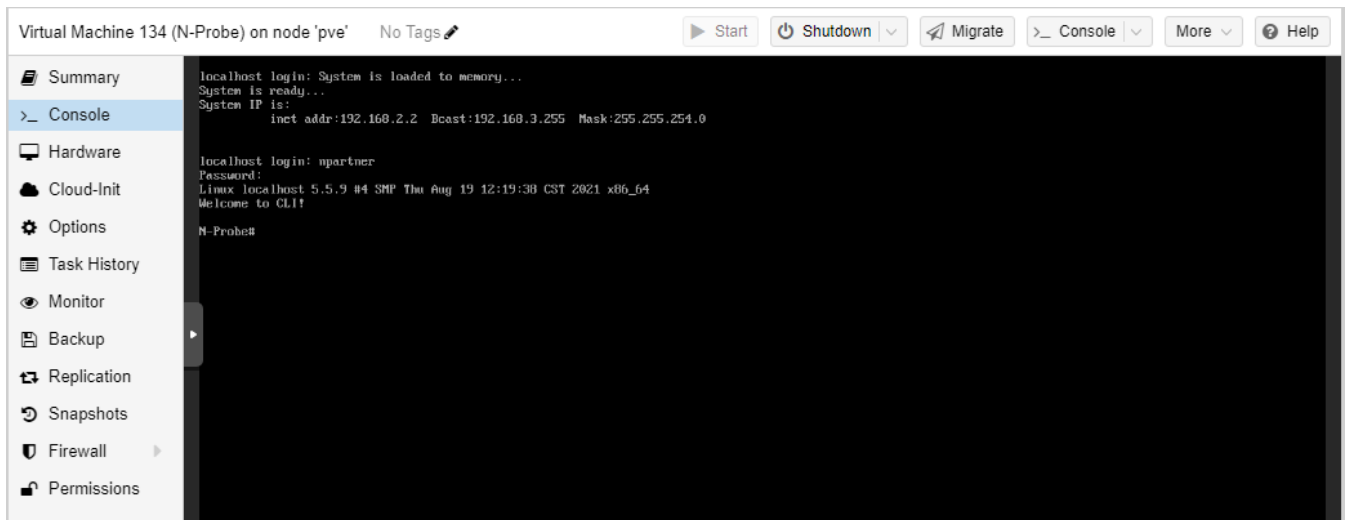 Virtual Machine 134 (N-Probe) on node 'pve' No Tags Start Shutdown Migrate >_ Console More Help
Summary
>_ Console
Hardware
Cloud-Init
Options
Task History
Monitor
Backup
Replication
Snapshots
Firewall
Permissions
localhost login: System is loaded to memory...
System is ready...
System IP is:
inet addr:192.168.2.2 Bcast:192.168.3.255 Mask:255.255.254.0
localhost login: npartner
Password:
Linux localhost 5.5.9 #4 SMP Thu Aug 19 12:19:38 CST 2021 x86_64
Welcome to CLI!
N-Probe#